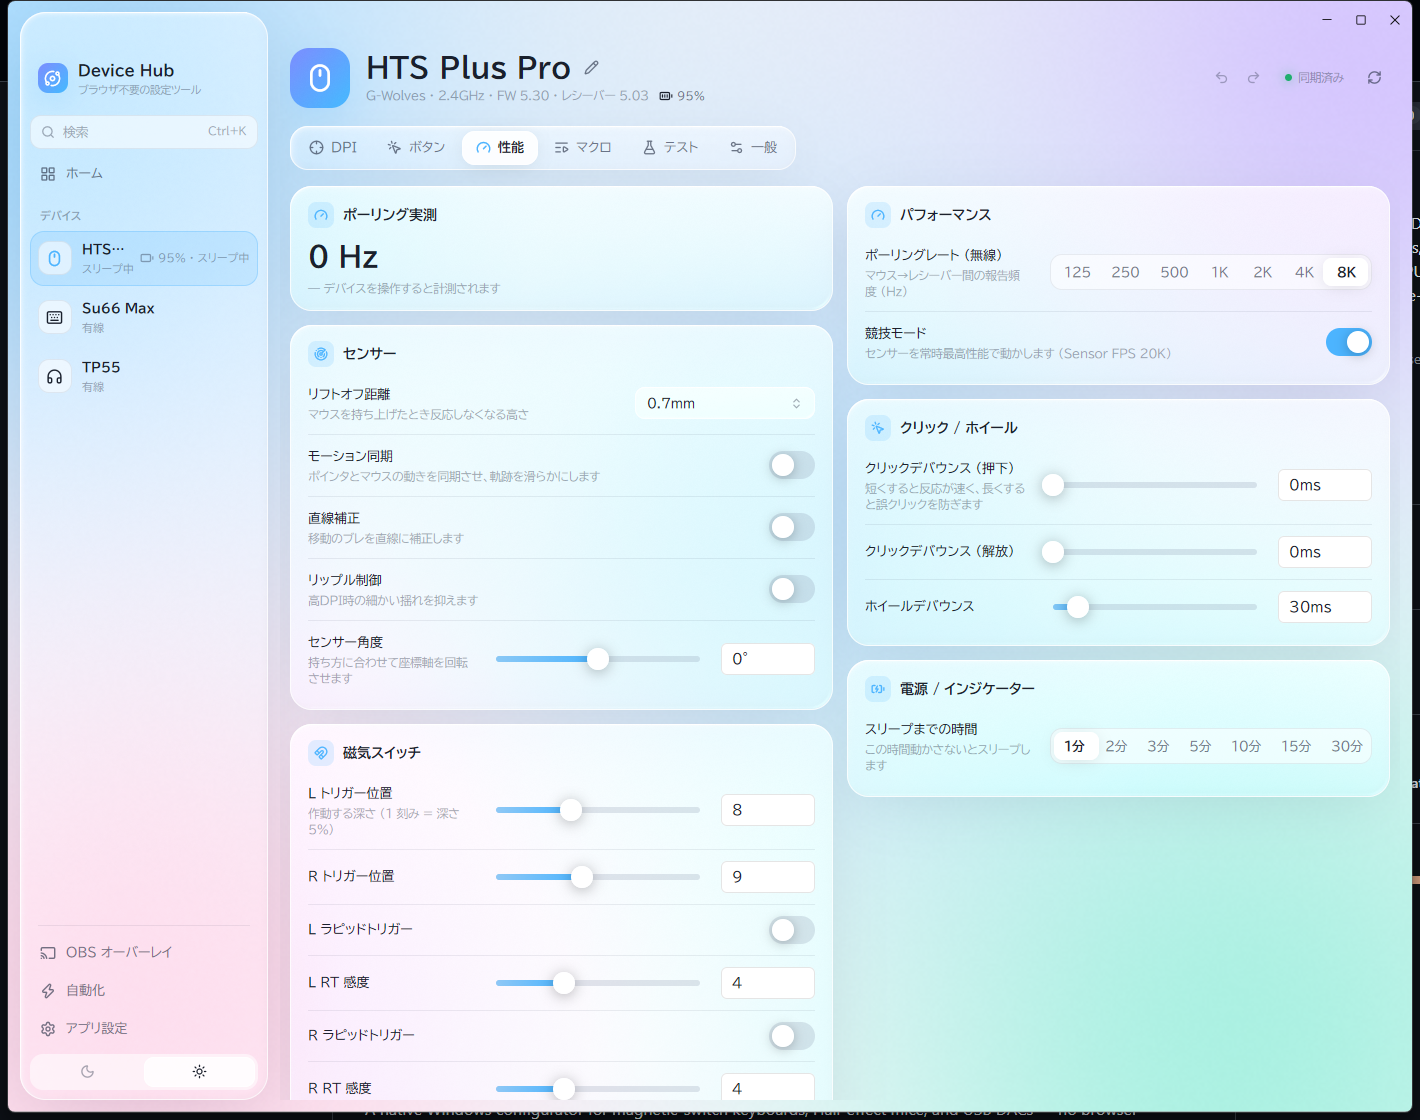 Device Hub
ブラウザ不要の設定ツール
検索
Ctrl+K
ホーム
デバイス
HTS…
スリープ中
95%・スリープ中
Su66 Max
有線
TP55
有線
OBS オーバーレイ
自動化
アプリ設定
HTS Plus Pro
G-Wolves・2.4GHz・FW 5.30・レシーバー 5.03 95%
同期済み
DPI
ボタン
性能
マクロ
テスト
一般
ポーリング実測
0 Hz
— デバイスを操作すると計測されます
センサー
リフトオフ距離
マウスを持ち上げたとき反応しなくなる高さ
0.7mm
モーション同期
ポインタとマウスの動きを同期させ、軌跡を滑らかにします
直線補正
移動のブレを直線に補正します
リップル制御
高DPI時の細かい揺れを抑えます
センサー角度
持ち方に合わせて座標軸を回転
させます
0°
磁気スイッチ
L トリガー位置
作動する深さ（1 刻み = 深さ
5%）
8
R トリガー位置
9
L ラピッドトリガー
L RT 感度
4
R ラピッドトリガー
R RT 感度
4
パフォーマンス
ポーリングレート（無線）
マウス→レシーバー間の報告頻
度（Hz）
125 250 500 1K 2K 4K 8K
競技モード
センサーを常時最高性能で動かします（Sensor FPS 20K）
クリック / ホイール
クリックデバウンス（押下）
短くすると反応が速く、長くする
と誤クリックを防ぎます
0ms
クリックデバウンス（解放）
0ms
ホイールデバウンス
30ms
電源 / インジケーター
スリープまでの時間
この時間動かさないとスリープし
ます
1分 2分 3分 5分 10分 15分 30分
A native Windows configurator for magnetic-switch keyboards, Hall-effect mice, and USB DACs — no browser